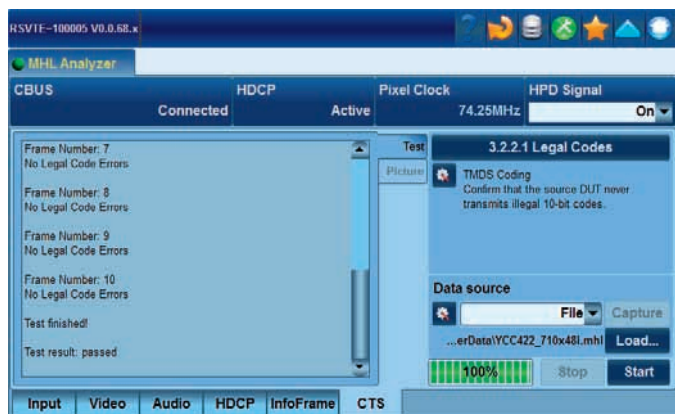 RSVTE-100005 V0.0.68.x
MHL Analyzer
CBUS
Connected
HDCP
Active
Pixel Clock
74.25MHz
HPD Signal
On
Frame Number: 7
No Legal Code Errors
Frame Number: 8
No Legal Code Errors
Frame Number: 9
No Legal Code Errors
Frame Number: 10
No Legal Code Errors
Test finished!
Test result: passed
Test
Picture
3.2.2.1 Legal Codes
TMDS Coding
Confirm that the source DUT never
transmits illegal 10-bit codes.
Data source
File
Capture
...erData\YCC422_710x48I.mhl
Load...
100%
Stop
Start
Input
Video
Audio
HDCP
InfoFrame
CTS